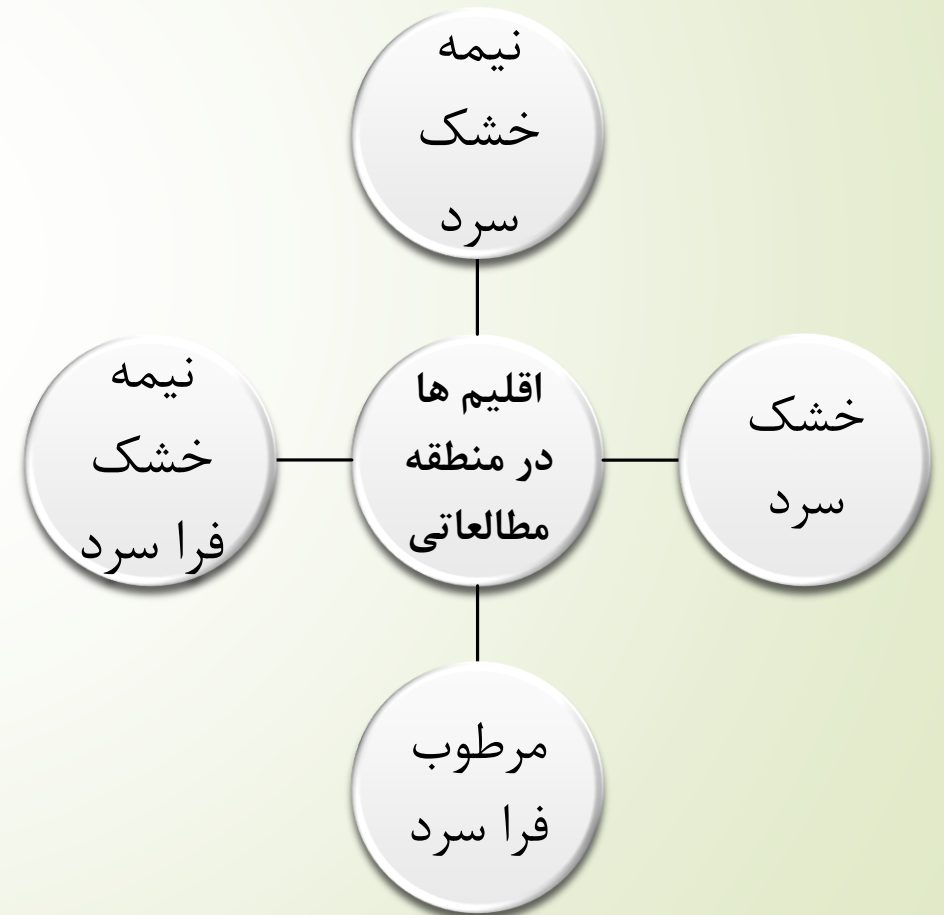 نیمه
خشک
سرد
خشک
سرد
اقلیم ها
در منطقه
مطالعاتی
نیمه
خشک
فرا سرد
مرطوب
فرا سرد